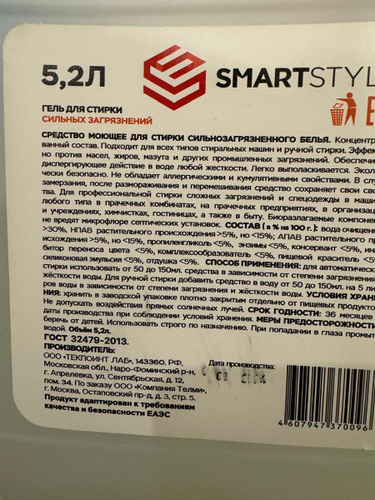 5,2Л
SMARTSTYL
ГЕЛЬ ДЛЯ СТИРКИ
СИЛЬНЫХ ЗАГРЯЗНЕНИЙ
СРЕДСТВО МОЮЩЕЕ ДЛЯ СТИРКИ СИЛЬНОЗАГРЯЗНЕННОГО БЕЛЬЯ. Концентр
ванный состав. Подходит для всех типов стиральных машин и ручной стирки. Эффек
но против масел, жиров, мазута и других промышленных загрязнений. Обеспечи
диспергирующее действие в воде любой жесткости. Легко выполаскивается. Экол
чески безопасно. Не обладает аллергическими и кумулятивными свойствами. В слу
замерзания, после размораживания и перемешивания средство сохраняет свои сво
Для профессиональной стирки сложных загрязнений и спецодежды в маши
любого типа в прачечных комбинатах, на прачечных предприятиях, в организац
и учреждениях, химчистках, гостиницах, а также в быту. Биоразлагаемые компонен
не вредят микрофлоре септических установок. СОСТАВ ( в % на 100 г. ): вода очищен
>30%, НПАВ растительного происхождения >5%, но <15%; АПАВ растительного п
исхождения >5%, но <15%, пропиленгликоль <5%, энзимы <5%, консервант <5%, ин
битор переноса цвета <5%, комплексообразователь <5%, пищевой краситель <5%
силиконовая эмульсия <5%, отдушка <5%. СПОСОБ ПРИМЕНЕНИЯ: для автоматичес
стирки использовать от 50 до 150мл. средства в зависимости от степени загрязнения
жёсткости воды. Для ручной стирки добавить средство в воду от 50 до 150мл. на 5 ли
ров воды в зависимости от степени загрязнения и жёсткости воды. УСЛОВИЯ ХРАНЕ
НИЯ: хранить в заводской упаковке плотно закрытым отдельно от пищевых продукто
Не допускать воздействия прямых солнечных лучей. СРОК ГОДНОСТИ: 36 месяцев
даты производства при соблюдении условий хранения. МЕРЫ ПРЕДОСТОРОЖНОСТИ
беречь от детей. Использовать строго по назначению. При попадании в глаза промыт
водой. Объём 5,2л.
ГОСТ 32479-2013.
ПРОИЗВОДИТЕЛЬ:
ООО «ТЕКПОИНТ ЛАБ», 143360, РФ,
Московская обл., Наро-Фоминский р-н,
г. Апрелевка, ул. Сентябрьская, д. 12,
пом. 34. По заказу ООО «Компания Телми»,
г. Москва, Остаповский пр-д, д. 3, стр. 5.
Продукт адаптирован к требованиям
качества и безопасности ЕАЭС
Дата производства:
4 607947 370096